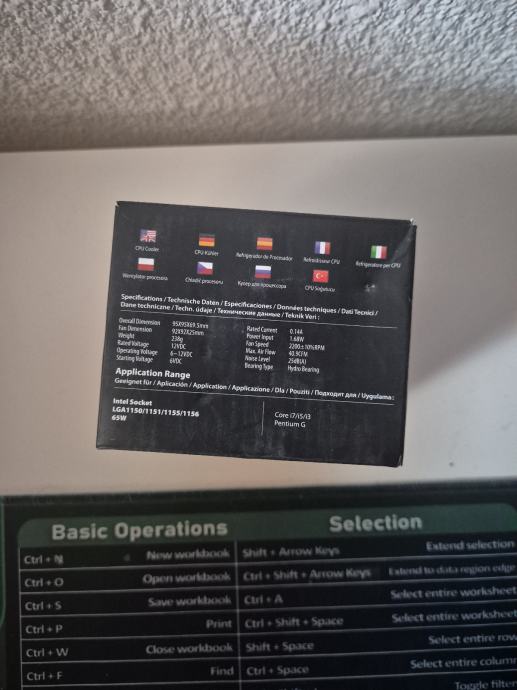 CPU Cooler
CPU-Kühler
Refrigerador de Procesador
Refroidisseur CPU
Refrigeratore per CPU
Wentylator procesora
Chladič procesoru
Кулер для процессора
CPU Soğutucu
Specifications / Technische Daten / Especificaciones / Données techniques / Dati Tecnici /
Dane techniczne / Techn. údaje / Технические данные / Teknik Veri :
Overall Dimension 95X95X69.5mm
Fan Dimension 92X92X25mm
Weight 238g
Rated Voltage 12VDC
Operating Voltage 6~12VDC
Starting Voltage 6VDC
Rated Current 0.14A
Power Input 1.68W
Fan Speed 2200±10%RPM
Max. Air Flow 40.9CFM
Noise Level 25dB(A)
Bearing Type Hydro Bearing
Application Range
Geeignet für / Aplicación / Application / Applicazione / Dla / Použití / Подходит для / Uygulama:
Intel Socket
LGA1150/1151/1155/1156
65W
Core i7/i5/i3
Pentium G
Basic Operations
Selection
Ctrl + N New workbook
Shift + Arrow Keys Extend selection
Ctrl + O Open workbook
Ctrl + Shift + Arrow Keys Extend to data region edge
Ctrl + S Save workbook
Ctrl + A Select entire worksheet
Ctrl + P Print
Ctrl + Shift + Space Select entire worksheet
Ctrl + W Close workbook
Shift + Space Select entire row
Ctrl + F Find
Ctrl + Space Select entire column
Toggle filter